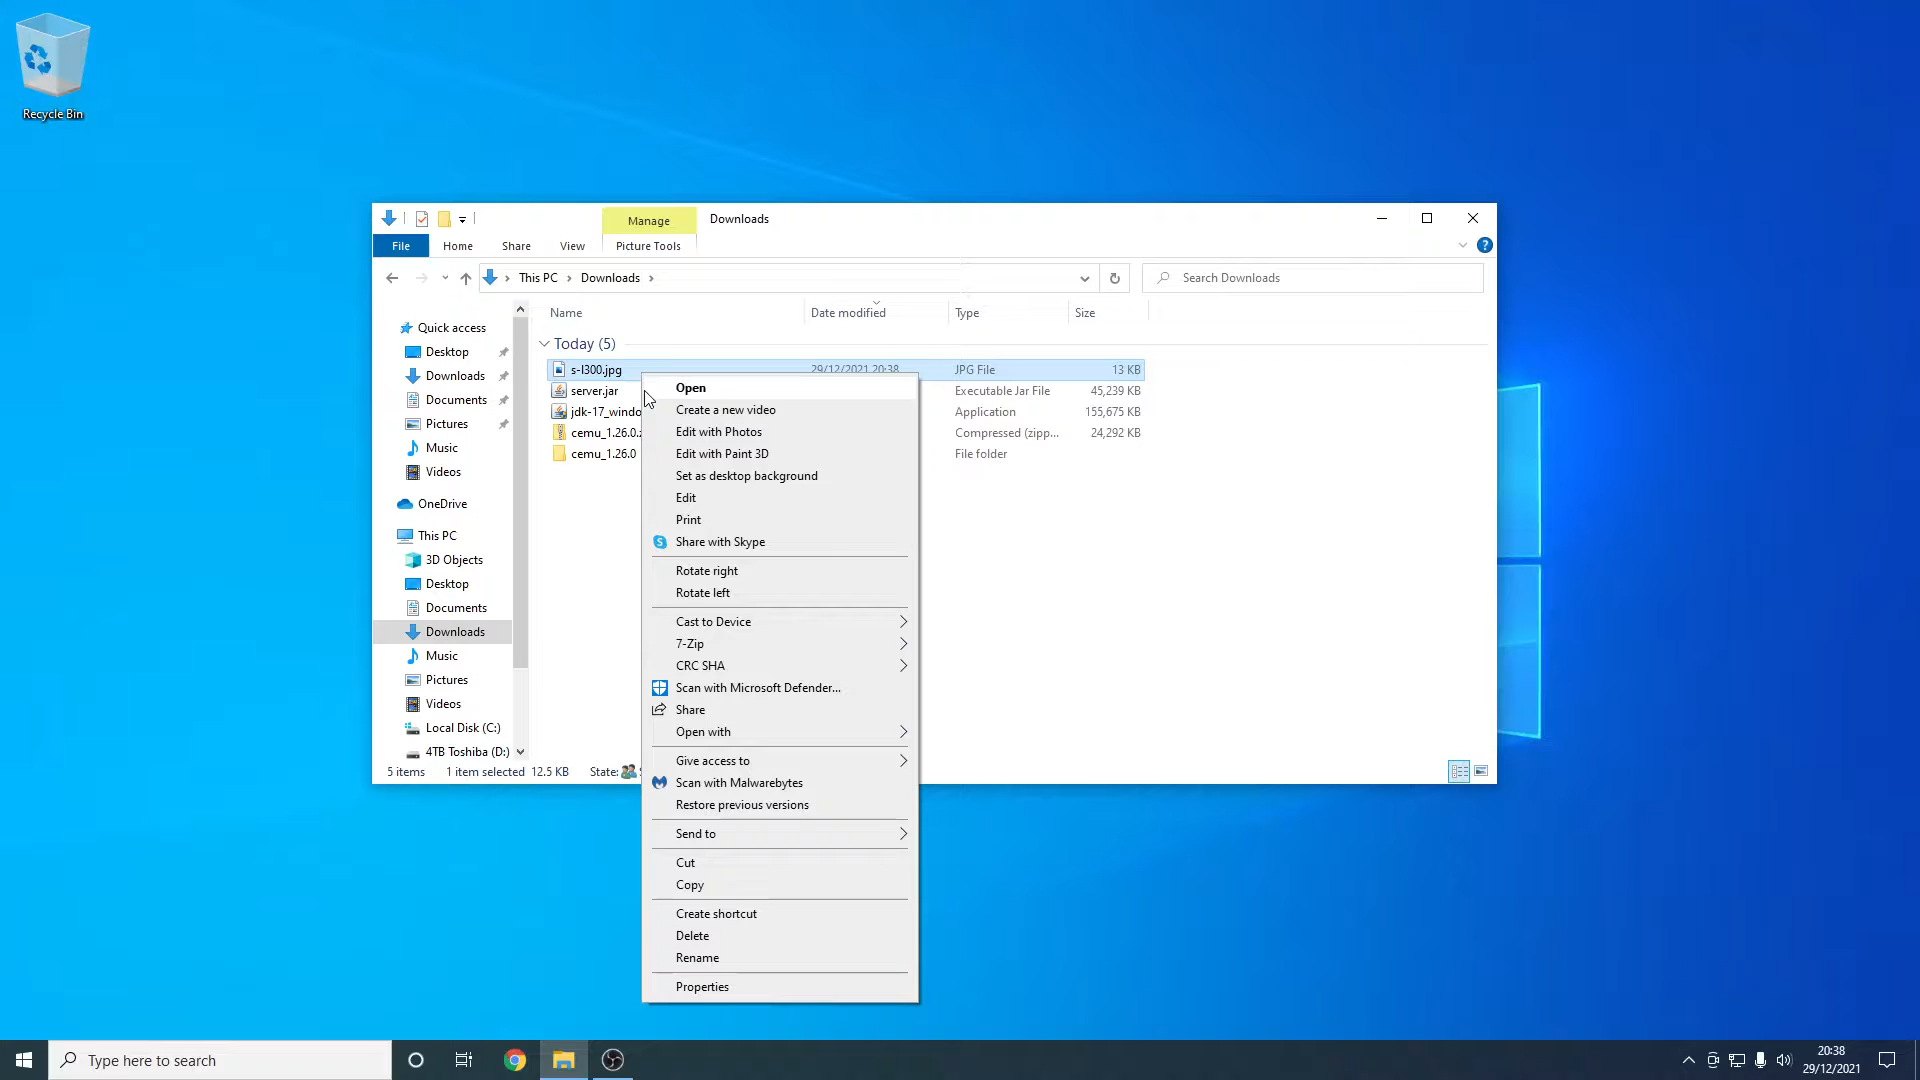 Recycle Bin
Manage
Downloads
File
Home
Share
View
Picture Tools
This PC
Downloads
Search Downloads
Name
Date modified
Type
Size
Quick access
Desktop
Downloads
Documents
Pictures
Music
Videos
OneDrive
This PC
3D Objects
Desktop
Documents
Downloads
Music
Pictures
Videos
Local Disk (C:)
4TB Toshiba (D:)
Today (5)
s-l300.jpg 29/12/2021 20:38 JPG File 13 KB
server.jar Executable Jar File 45,239 KB
jdk-17_windo Application 155,675 KB
cemu_1.26.0.z Compressed (zipp... 24,292 KB
cemu_1.26.0 File folder
Open
Create a new video
Edit with Photos
Edit with Paint 3D
Set as desktop background
Edit
Print
Share with Skype
Rotate right
Rotate left
Cast to Device
7-Zip
CRC SHA
Scan with Microsoft Defender...
Share
Open with
Give access to
Scan with Malwarebytes
Restore previous versions
Send to
Cut
Copy
Create shortcut
Delete
Rename
Properties
5 items 1 item selected 12.5 KB State:
Type here to search
20:38
29/12/2021